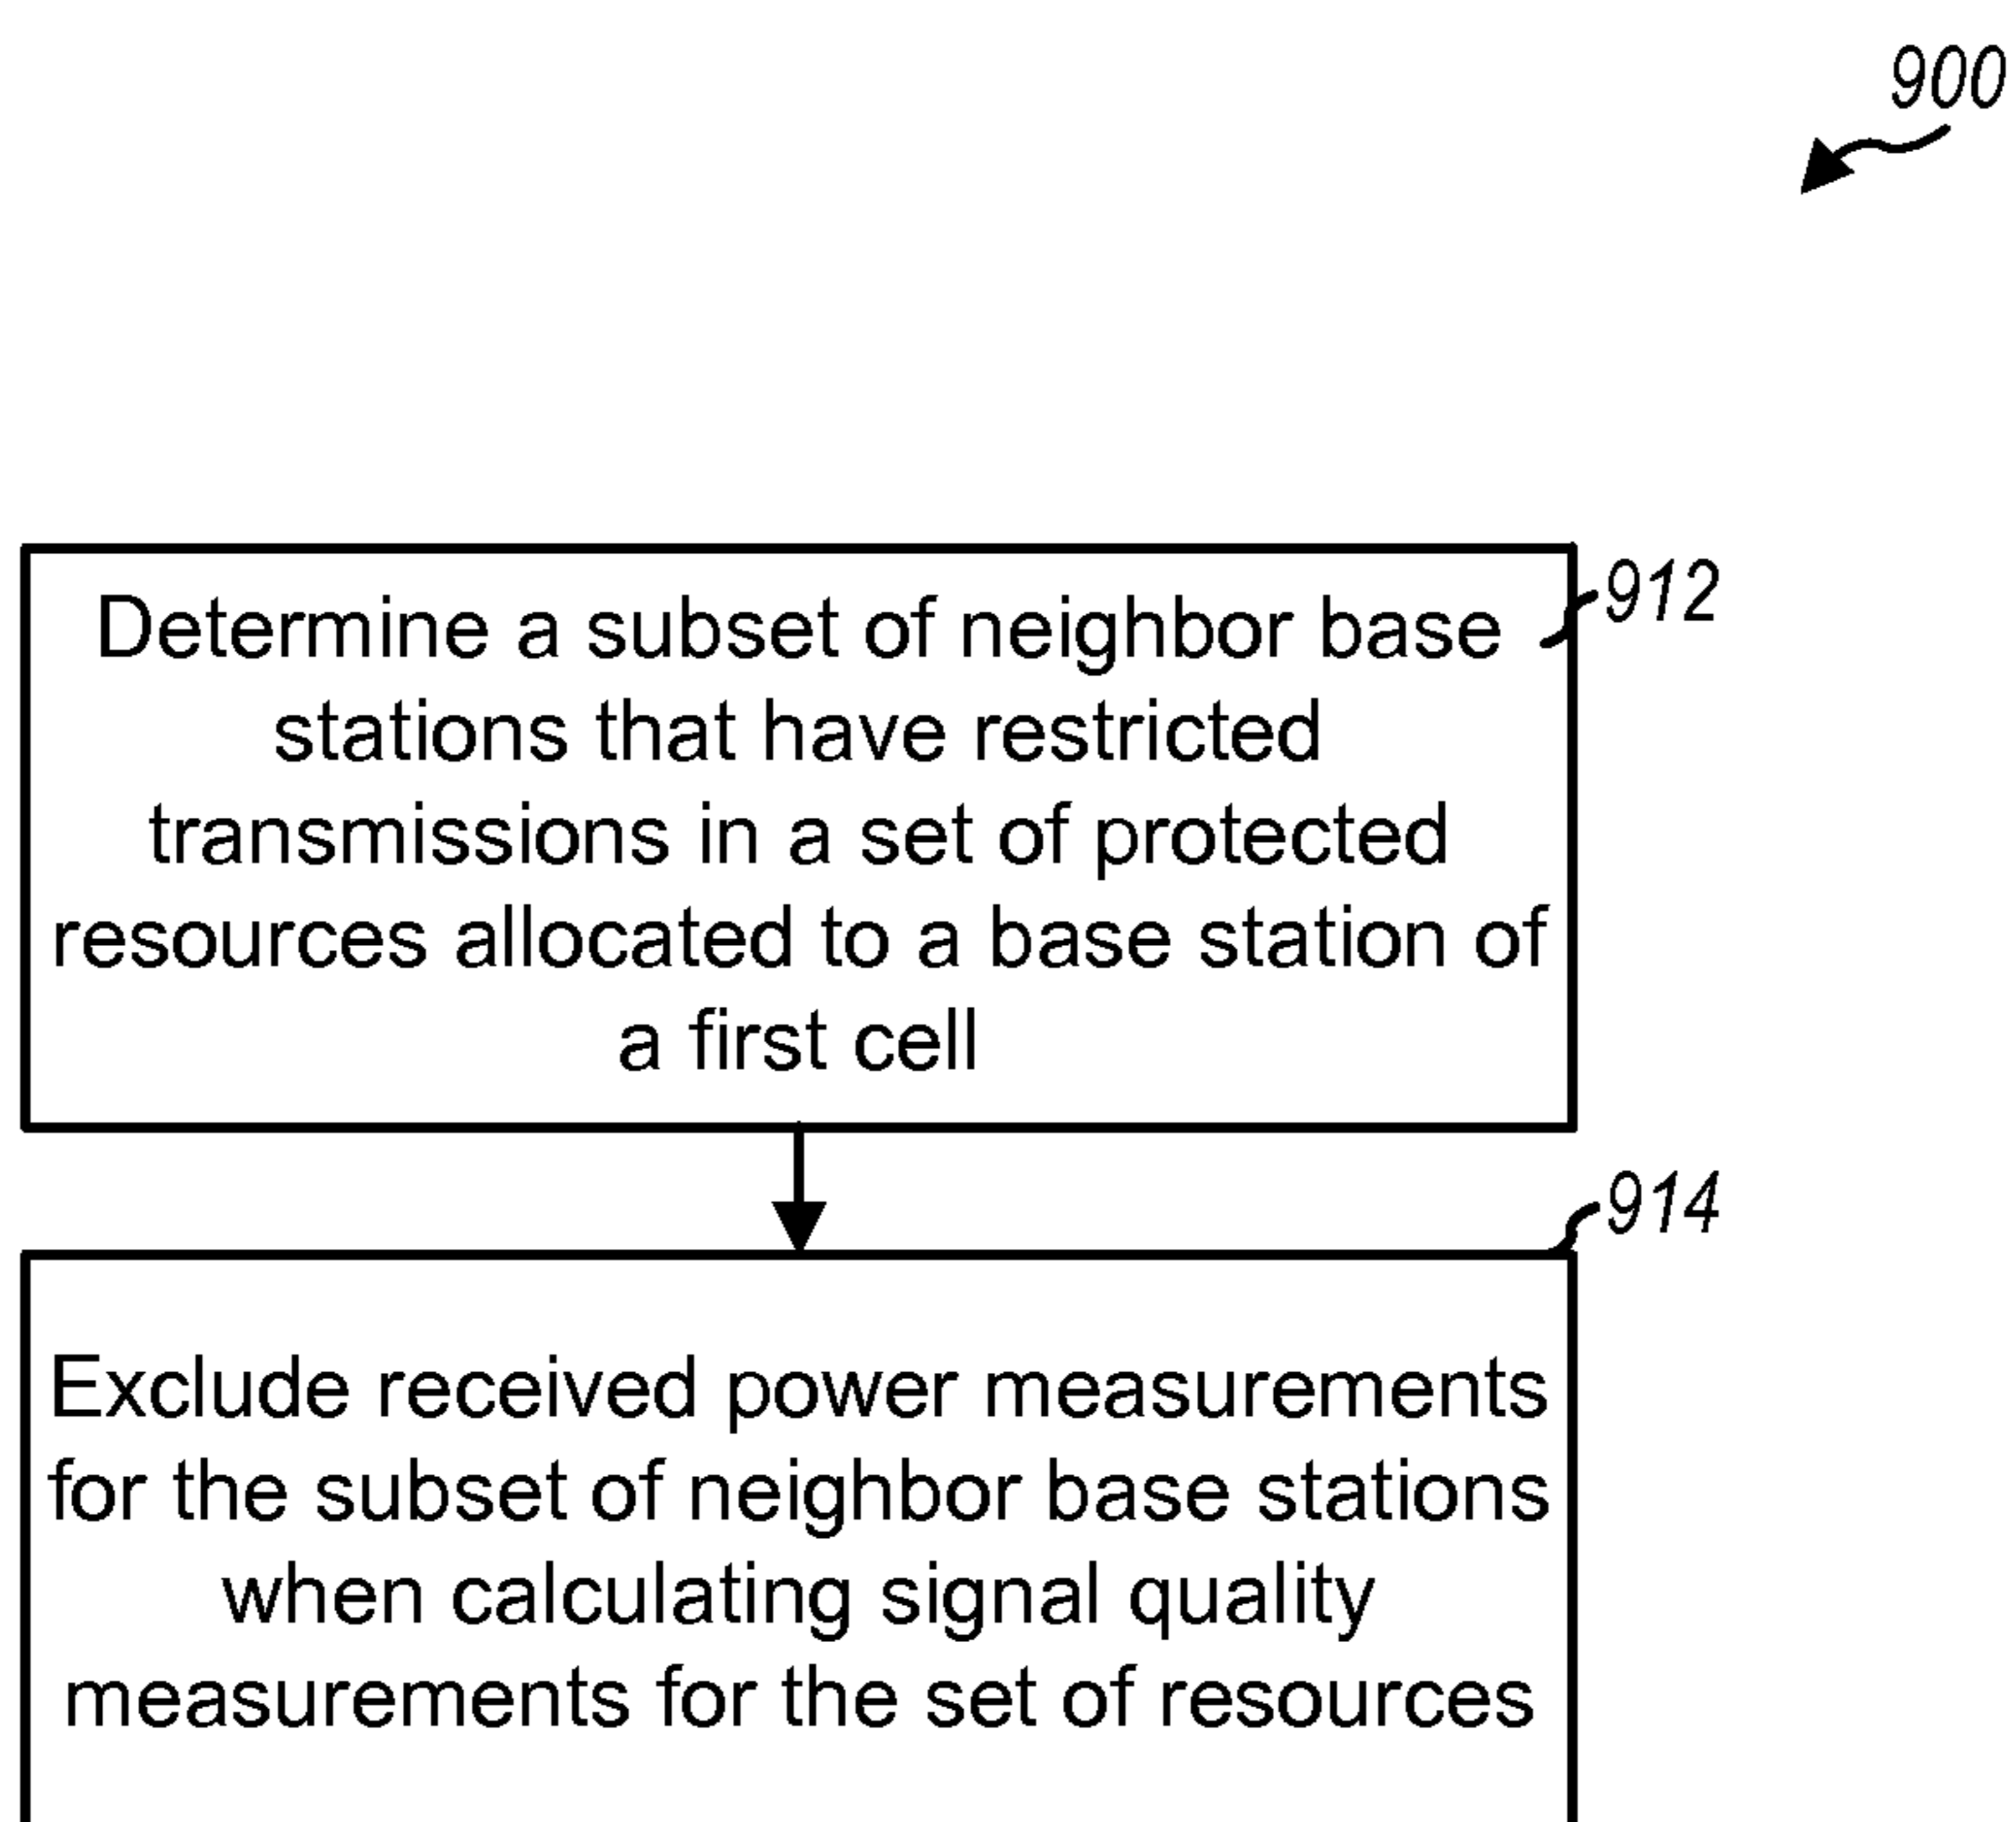 900
Determine a subset of neighbor base
912
stations that have restricted
transmissions in a set of protected
resources allocated to a base station of
a first cell
914
Exclude received power measurements
for the subset of neighbor base stations
when calculating signal quality
measurements for the set of resources